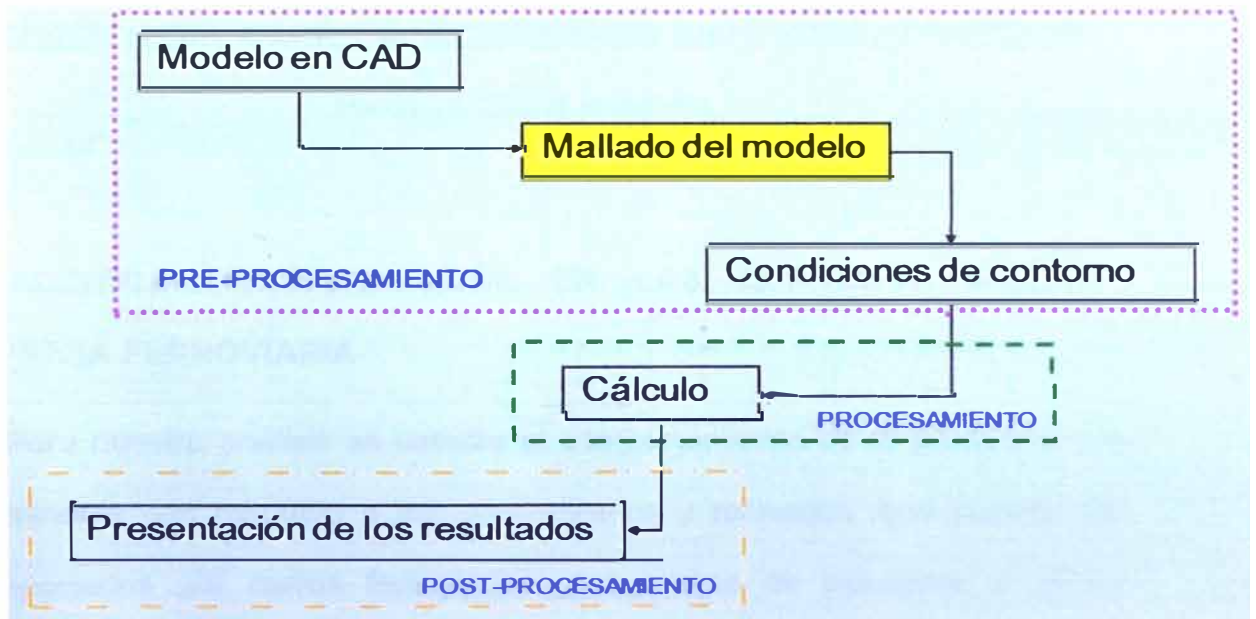 Modelo en CAD
Mallado del modelo
Condiciones de contorno
PRE-PROCESAMIENTO
FERROVIARIA
Cálculo
PROCESAMIENTO
Presentación de los resultados
POST-PROCESAMIENTO